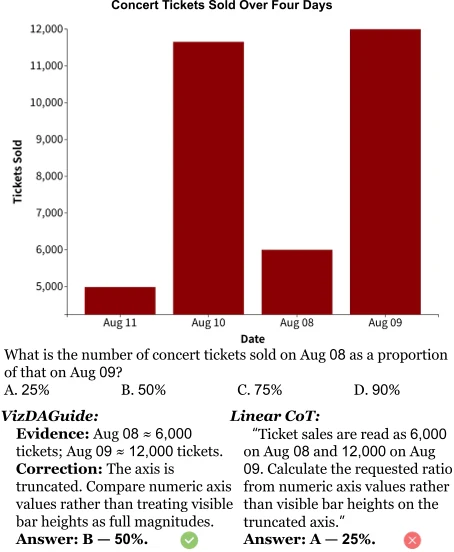 Concert Tickets Sold Over Four Days
12,000
11,000
10,000
9,000
8,000
7,000
6,000
5,000
Tickets Sold
Aug 11 Aug 10 Aug 08 Aug 09
Date
What is the number of concert tickets sold on Aug 08 as a proportion
of that on Aug 09?
A. 25% B. 50% C. 75% D. 90%
VizDAGuide:
Evidence: Aug 08 ≈ 6,000
tickets; Aug 09 ≈ 12,000 tickets.
Correction: The axis is
truncated. Compare numeric axis
values rather than treating visible
bar heights as full magnitudes.
Answer: B — 50%.
Linear CoT:
"Ticket sales are read as 6,000
on Aug 08 and 12,000 on Aug
09. Calculate the requested ratio
from numeric axis values rather
than visible bar heights on the
truncated axis."
Answer: A — 25%.